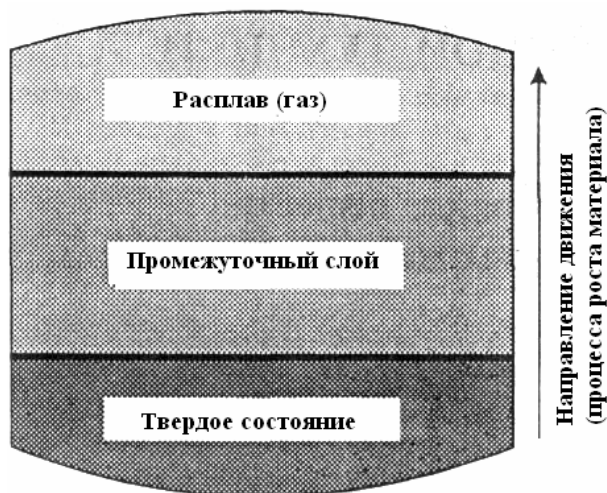 Расплав (газ)
Промежуточный слой
Твердое состояние
Направление движения
(процесса роста материала)